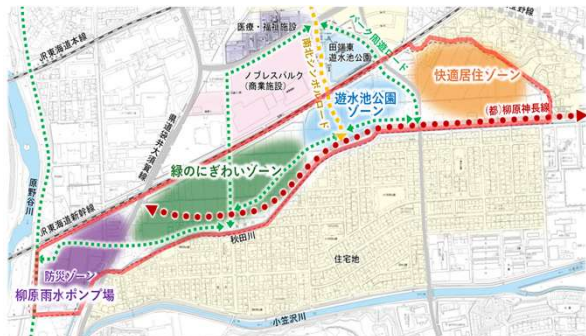 医療・福祉施設
JR東海道本線
田端東
遊水池公園
パーク周遊ロード
南北シンボルロード
ノブレスパルク
(商業施設)
快適居住ゾーン
遊水池公園
ゾーン
(都)柳原神長線
県道袋井大須賀線
緑のにぎわいゾーン
原野谷川
JR東海道新幹線
秋田川
住宅地
防災ゾーン
柳原雨水ポンプ場
小笠沢川